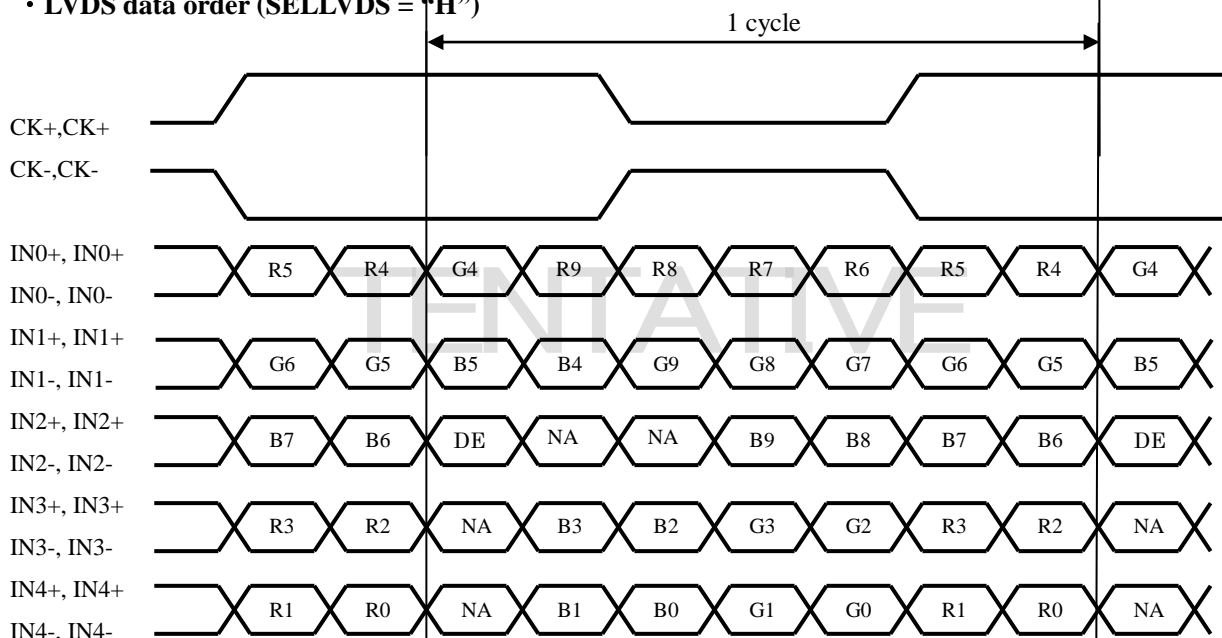 ・LVDS data order (SELLVDS = “H”)
1 cycle
CK+,CK+
CK-,CK-
IN0+, IN0+
R5 R4 G4 R9 R8 R7 R6 R5 R4 G4
IN0-, IN0-
TENTATIVE
IN1+, IN1+
G6 G5 B5 B4 G9 G8 G7 G6 G5 B5
IN1-, IN1-
IN2+, IN2+
B7 B6 DE NA NA B9 B8 B7 B6 DE
IN2-, IN2-
IN3+, IN3+
R3 R2 NA B3 B2 G3 G2 R3 R2 NA
IN3-, IN3-
IN4+, IN4+
R1 R0 NA B1 B0 G1 G0 R1 R0 NA
IN4-, IN4-